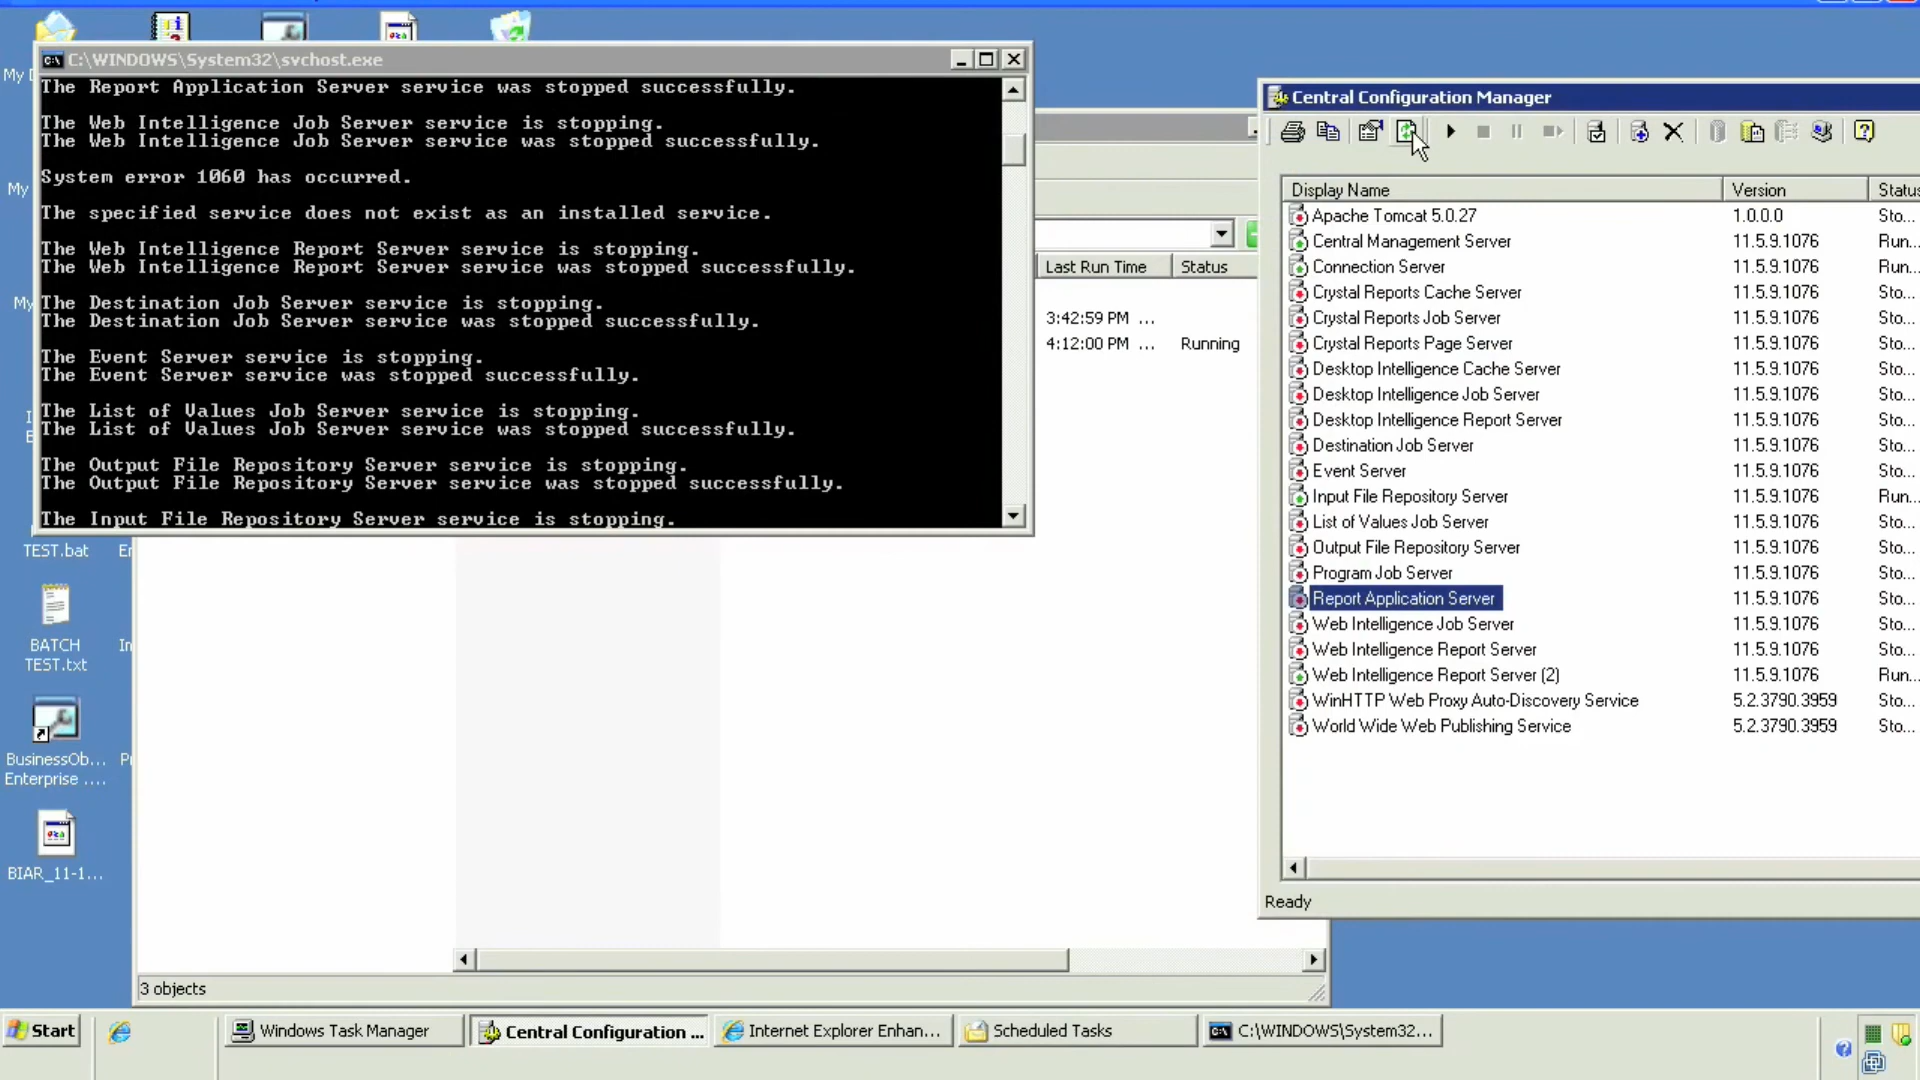 C:\WINDOWS\System32\svchost.exe
The Report Application Server service was stopped successfully.
The Web Intelligence Job Server service is stopping.
The Web Intelligence Job Server service was stopped successfully.
System error 1060 has occurred.
The specified service does not exist as an installed service.
The Web Intelligence Report Server service is stopping.
The Web Intelligence Report Server service was stopped successfully.
The Destination Job Server service is stopping.
The Destination Job Server service was stopped successfully.
The Event Server service is stopping.
The Event Server service was stopped successfully.
The List of Values Job Server service is stopping.
The List of Values Job Server service was stopped successfully.
The Output File Repository Server service is stopping.
The Output File Repository Server service was stopped successfully.
The Input File Repository Server service is stopping.
My
My
My
TEST.bat
BATCH
TEST.txt
BusinessOb...
Enterprise ....
BIAR_11-1...
Last Run Time Status
3:42:59 PM ...
4:12:00 PM ... Running
3 objects
Central Configuration Manager
Display Name Version Status
Apache Tomcat 5.0.27 1.0.0.0 Sto...
Central Management Server 11.5.9.1076 Run...
Connection Server 11.5.9.1076 Run...
Crystal Reports Cache Server 11.5.9.1076 Sto...
Crystal Reports Job Server 11.5.9.1076 Sto...
Crystal Reports Page Server 11.5.9.1076 Sto...
Desktop Intelligence Cache Server 11.5.9.1076 Sto...
Desktop Intelligence Job Server 11.5.9.1076 Sto...
Desktop Intelligence Report Server 11.5.9.1076 Sto...
Destination Job Server 11.5.9.1076 Sto...
Event Server 11.5.9.1076 Sto...
Input File Repository Server 11.5.9.1076 Run...
List of Values Job Server 11.5.9.1076 Sto...
Output File Repository Server 11.5.9.1076 Sto...
Program Job Server 11.5.9.1076 Sto...
Report Application Server 11.5.9.1076 Sto...
Web Intelligence Job Server 11.5.9.1076 Sto...
Web Intelligence Report Server 11.5.9.1076 Sto...
Web Intelligence Report Server (2) 11.5.9.1076 Run...
WinHTTP Web Proxy Auto-Discovery Service 5.2.3790.3959 Sto...
World Wide Web Publishing Service 5.2.3790.3959 Sto...
Ready
Start
Windows Task Manager
Central Configuration ...
Internet Explorer Enhan...
Scheduled Tasks
C:\WINDOWS\System32...